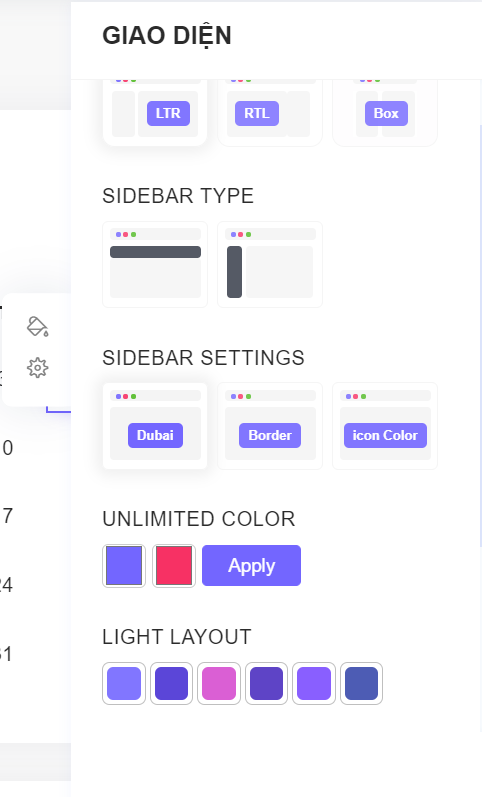 GIAO DIỆN
LTR RTL Box
SIDEBAR TYPE
SIDEBAR SETTINGS
Dubai Border icon Color
0
UNLIMITED COLOR
7
Apply
24
LIGHT LAYOUT
31